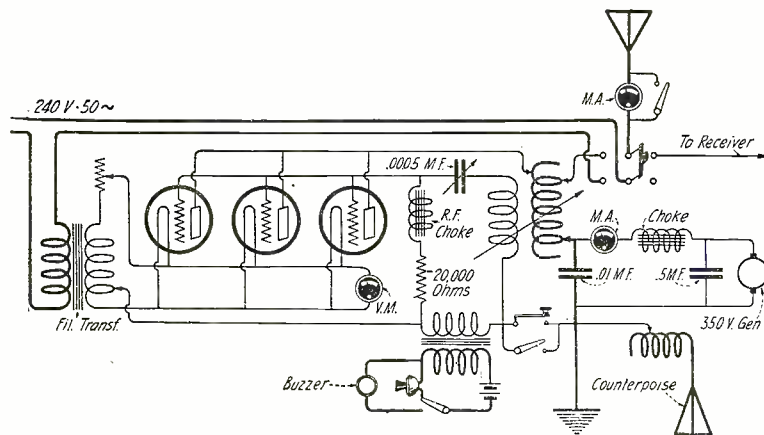 M.A.
240 V·50~
To Receiver
.0005 M.F.
R.F.
Choke
M.A.
Choke
20,000
Ohms
.01 M.F.
.5 M.F.
V.M.
350 V. Gen
Fil. Transf.
Buzzer
Counterpoise